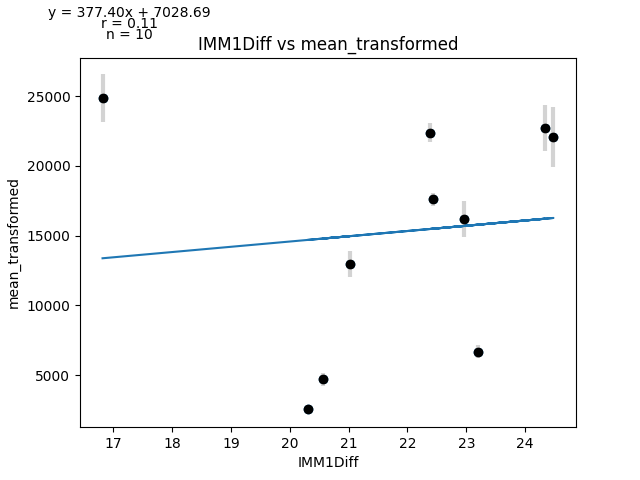 y = 377.40x + 7028.69
r = 0.11
n = 10
IMM1Diff vs mean_transformed
25000
20000
15000
10000
5000
mean_transformed
17 18 19 20 21 22 23 24
IMM1Diff